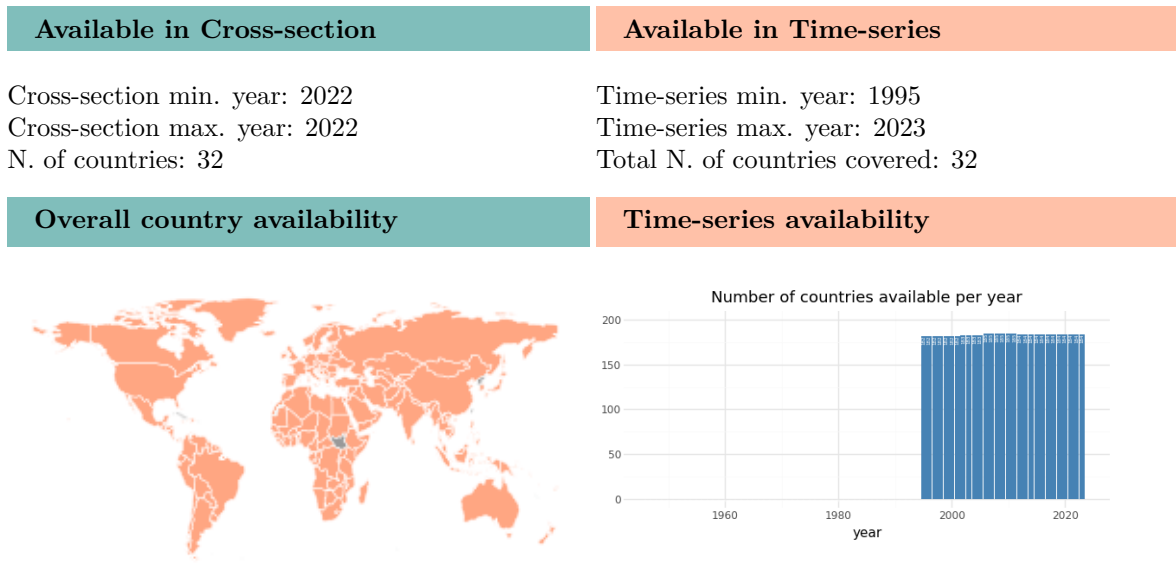 Available in Cross-section
Available in Time-series
Cross-section min. year: 2022
Cross-section max. year: 2022
N. of countries: 32
Time-series min. year: 1995
Time-series max. year: 2023
Total N. of countries covered: 32
Overall country availability
Time-series availability
Number of countries available per year
200
150
100
50
0
1960 1980 2000 2020
year